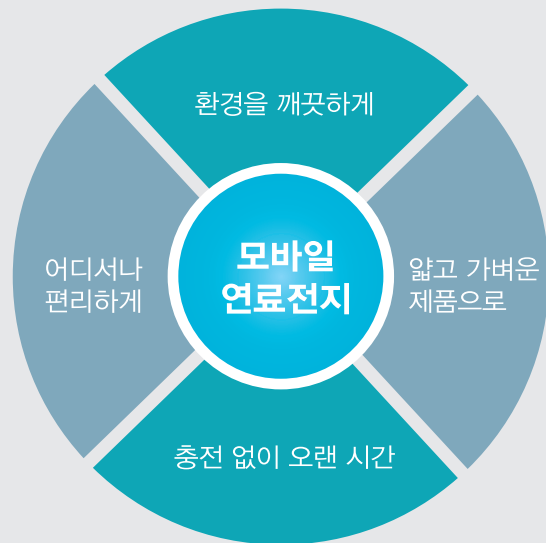 환경을 깨끗하게
어디서나
편리하게
모바일
연료전지
얇고 가벼운
제품으로
충전 없이 오랜 시간